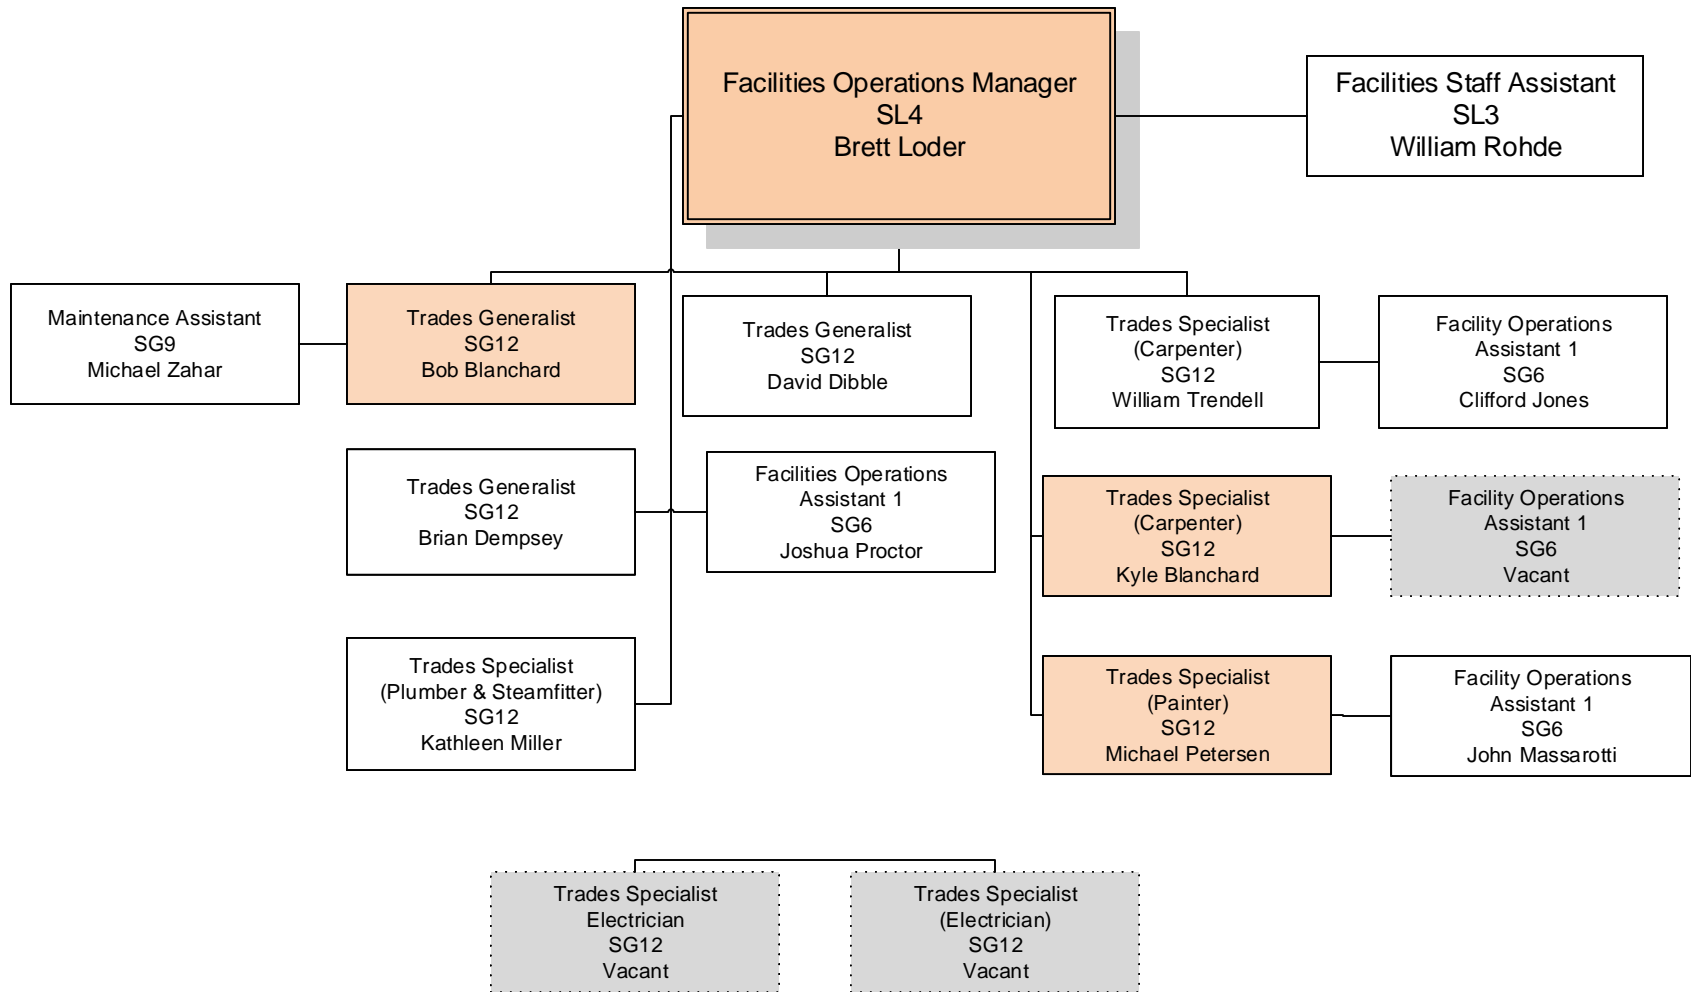 Facilities Operations Manager
SL4
Brett Loder
Facilities Staff Assistant
SL3
William Rohde
Maintenance Assistant
SG9
Michael Zahar
Trades Generalist
SG12
Bob Blanchard
Trades Generalist
SG12
David Dibble
Trades Specialist
(Carpenter)
SG12
William Trendell
Facility Operations
Assistant 1
SG6
Clifford Jones
Trades Generalist
SG12
Brian Dempsey
Facilities Operations
Assistant 1
SG6
Joshua Proctor
Trades Specialist
(Carpenter)
SG12
Kyle Blanchard
Facility Operations
Assistant 1
SG6
Vacant
Trades Specialist
(Plumber & Steamfitter)
SG12
Kathleen Miller
Trades Specialist
(Painter)
SG12
Michael Petersen
Facility Operations
Assistant 1
SG6
John Massarotti
Trades Specialist
Electrician
SG12
Vacant
Trades Specialist
(Electrician)
SG12
Vacant